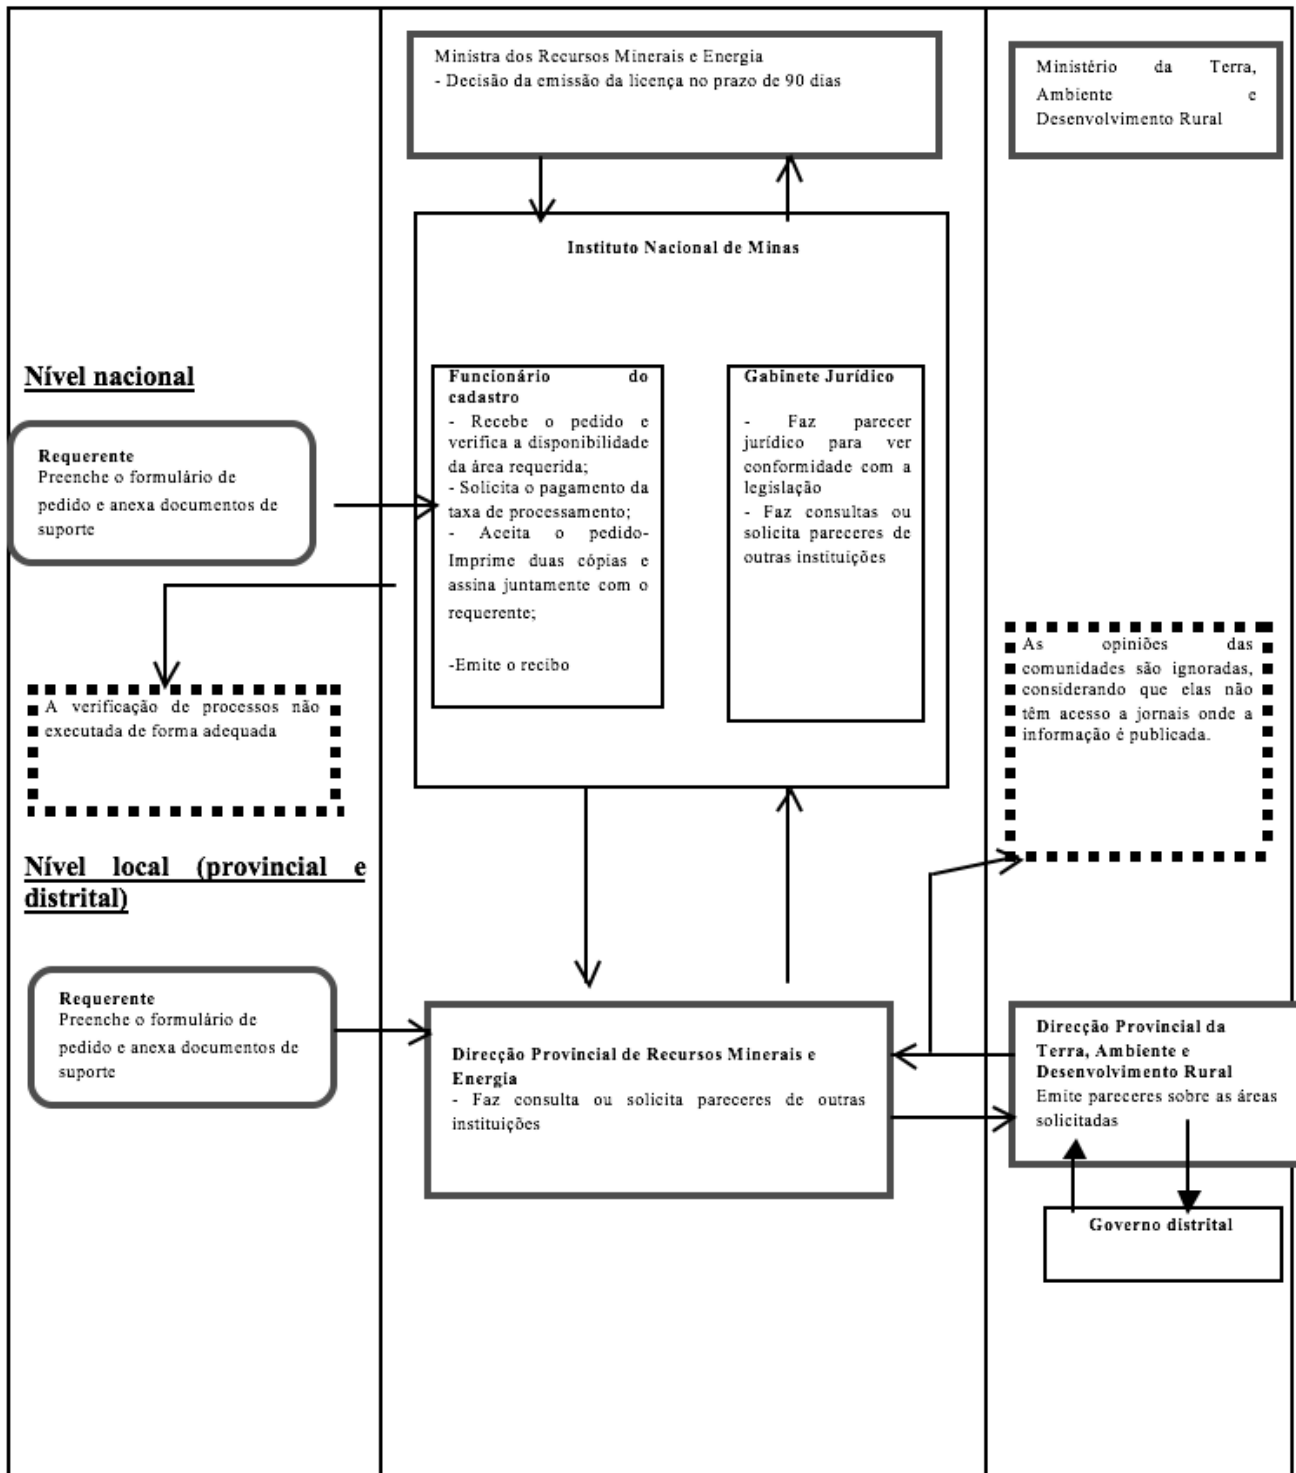 Ministra dos Recursos Minerais e Energia
- Decisão da emissão da licença no prazo de 90 dias
Ministério da Terra,
Ambiente e
Desenvolvimento Rural
Instituto Nacional de Minas
Nível nacional
Requerente
Preenche o formulário de
pedido e anexa documentos de
suporte
Funcionário do
cadastro
- Recebe o pedido e
verifica a disponibilidade
da área requerida;
- Solicita o pagamento da
taxa de processamento;
- Aceita o pedido-
Imprime duas cópias e
assina juntamente com o
requerente;
-Emite o recibo
Gabinete Jurídico
- Faz parecer
jurídico para ver
conformidade com a
legislação
- Faz consultas ou
solicita pareceres de
outras instituições
A verificação de processos não
executada de forma adequada
As opiniões das
comunidades são ignoradas,
considerando que elas não
têm acesso a jornais onde a
informação é publicada.
Nível local (provincial e
distrital)
Requerente
Preenche o formulário de
pedido e anexa documentos de
suporte
Direcção Provincial de Recursos Minerais e
Energia
- Faz consulta ou solicita pareceres de outras
instituições
Direcção Provincial da
Terra, Ambiente e
Desenvolvimento Rural
Emite pareceres sobre as áreas
solicitadas
Governo distrital